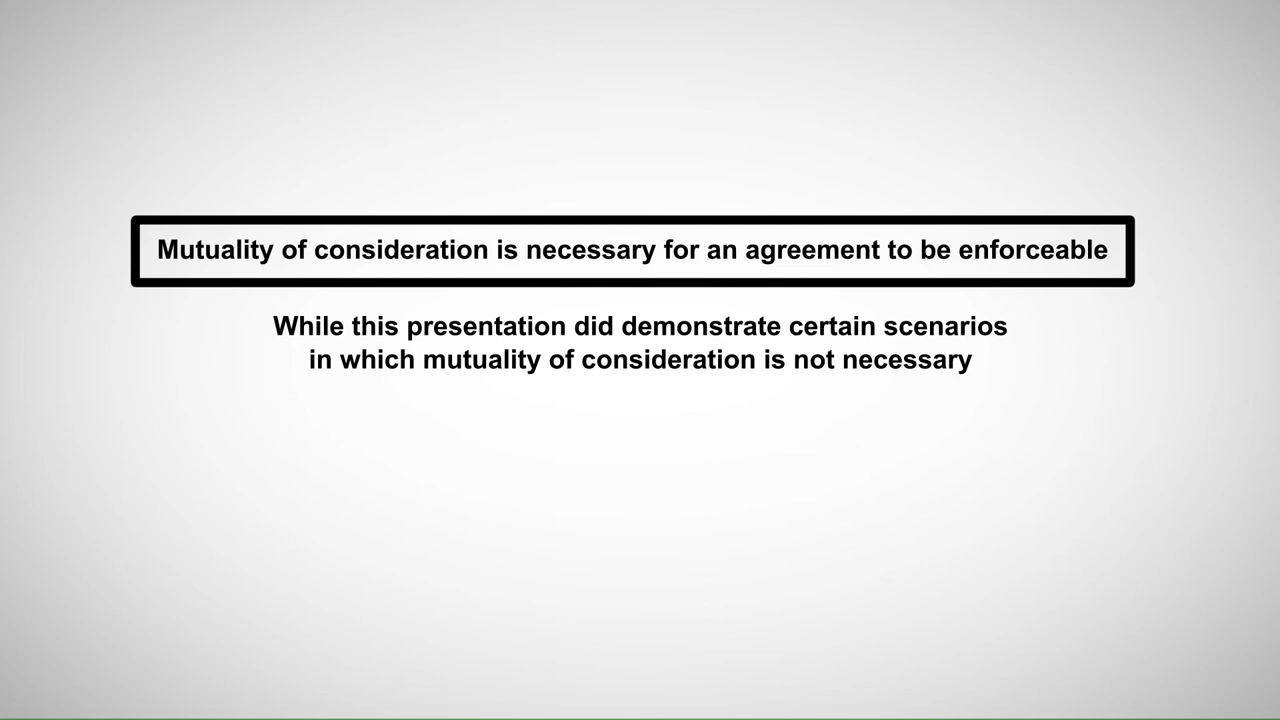 Mutuality of consideration is necessary for an agreement to be enforceable
While this presentation did demonstrate certain scenarios
in which mutuality of consideration is not necessary